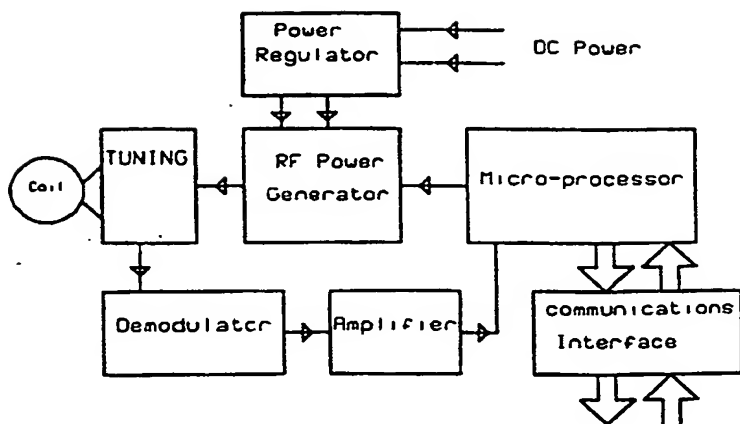 Power
Regulator
DC Power
Coil
TUNING
RF Power
Generator
Micro-processor
Demodulator
Amplifier
communications
Interface